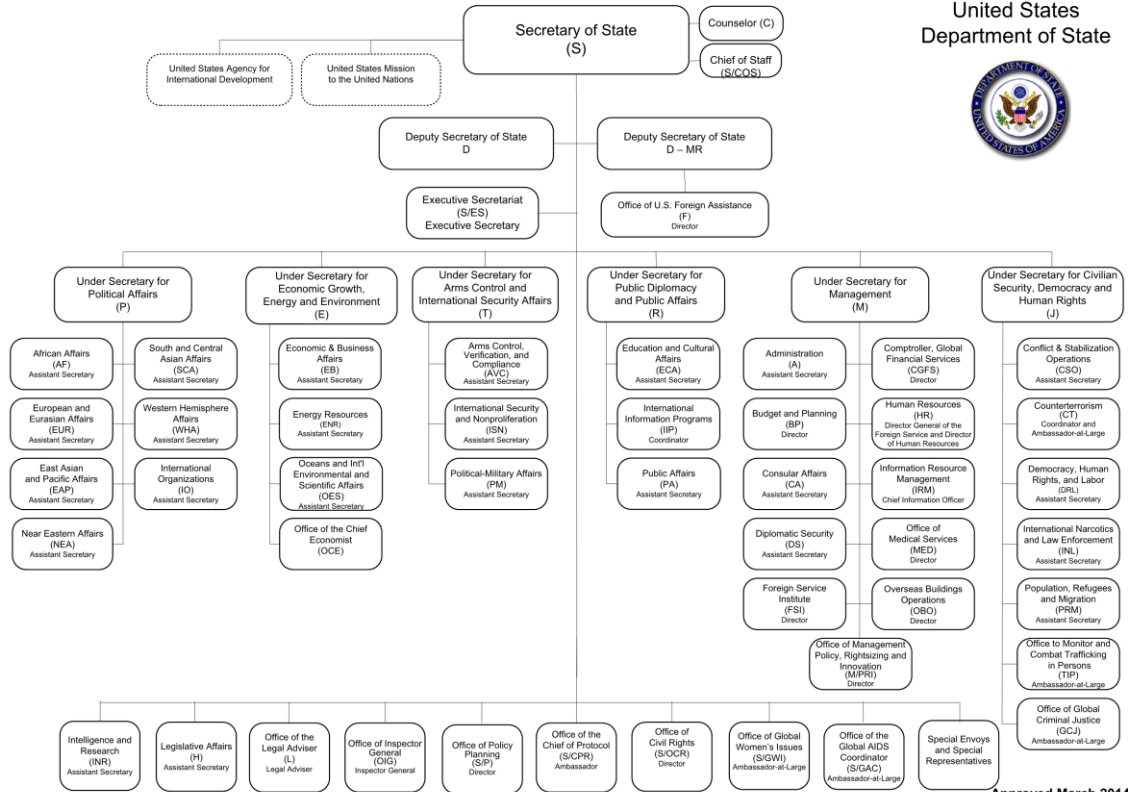 United States
Department of State
DEPARTMENT OF STATE
UNITED STATES OF AMERICA
Secretary of State
(S)
Counselor (C)
Chief of Staff
(S/COS)
United States Agency for
International Development
United States Mission
to the United Nations
Deputy Secretary of State
D
Deputy Secretary of State
D – MR
Executive Secretariat
(S/ES)
Executive Secretary
Office of U.S. Foreign Assistance
(F)
Director
Under Secretary for
Political Affairs
(P)
Under Secretary for
Economic Growth,
Energy and Environment
(E)
Under Secretary for
Arms Control and
International Security Affairs
(T)
Under Secretary for
Public Diplomacy
and Public Affairs
(R)
Under Secretary for
Management
(M)
Under Secretary for Civilian
Security, Democracy and
Human Rights
(J)
African Affairs
(AF)
Assistant Secretary
South and Central
Asian Affairs
(SCA)
Assistant Secretary
European and
Eurasian Affairs
(EUR)
Assistant Secretary
Western Hemisphere
Affairs
(WHA)
Assistant Secretary
East Asian
and Pacific Affairs
(EAP)
Assistant Secretary
International
Organizations
(IO)
Assistant Secretary
Near Eastern Affairs
(NEA)
Assistant Secretary
Economic & Business
Affairs
(EB)
Assistant Secretary
Energy Resources
(ENR)
Assistant Secretary
Oceans and Int'l
Environmental and
Scientific Affairs
(OES)
Assistant Secretary
Office of the Chief
Economist
(OCE)
Arms Control,
Verification, and
Compliance
(AVC)
Assistant Secretary
International Security
and Nonproliferation
(ISN)
Assistant Secretary
Political-Military Affairs
(PM)
Assistant Secretary
Education and Cultural
Affairs
(ECA)
Assistant Secretary
International
Information Programs
(IIP)
Coordinator
Public Affairs
(PA)
Assistant Secretary
Administration
(A)
Assistant Secretary
Comptroller, Global
Financial Services
(CGFS)
Director
Budget and Planning
(BP)
Director
Human Resources
(HR)
Director General of the
Foreign Service and Director
of Human Resources
Consular Affairs
(CA)
Assistant Secretary
Information Resource
Management
(IRM)
Chief Information Officer
Diplomatic Security
(DS)
Assistant Secretary
Office of
Medical Services
(MED)
Director
Foreign Service
Institute
(FSI)
Director
Overseas Buildings
Operations
(OBO)
Director
Office of Management
Policy, Rightsizing and
Innovation
(M/PRI)
Director
Conflict & Stabilization
Operations
(CSO)
Assistant Secretary
Counterterrorism
(CT)
Coordinator and
Ambassador-at-Large
Democracy, Human
Rights, and Labor
(DRL)
Assistant Secretary
International Narcotics
and Law Enforcement
(INL)
Assistant Secretary
Population, Refugees
and Migration
(PRM)
Assistant Secretary
Office to Monitor and
Combat Trafficking
in Persons
(TIP)
Ambassador-at-Large
Office of Global
Criminal Justice
(GCJ)
Ambassador-at-Large
Intelligence and
Research
(INR)
Assistant Secretary
Legislative Affairs
(H)
Assistant Secretary
Office of the
Legal Adviser
(L)
Legal Adviser
Office of Inspector
General
(OIG)
Inspector General
Office of Policy
Planning
(S/P)
Director
Office of the
Chief of Protocol
(S/CPR)
Ambassador
Office of
Civil Rights
(S/OCR)
Director
Office of Global
Women's Issues
(S/GWI)
Ambassador-at-Large
Office of the
Global AIDS
Coordinator
(S/GAC)
Ambassador-at-Large
Special Envoys
and Special
Representatives
Approved March 2014